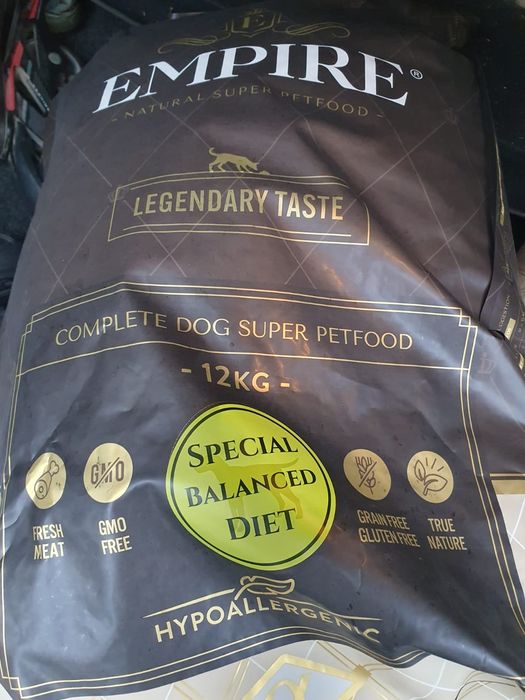 E
EMPIRE®
- NATURAL SUPER PETFOOD -
LEGENDARY TASTE
COMPLETE DOG SUPER PETFOOD
- 12KG -
SPECIAL
BALANCED
DIET
GMO
FRESH
MEAT
GMO
FREE
GRAIN FREE
GLUTEN FREE
TRUE
NATURE
HYPOALLERGENIC